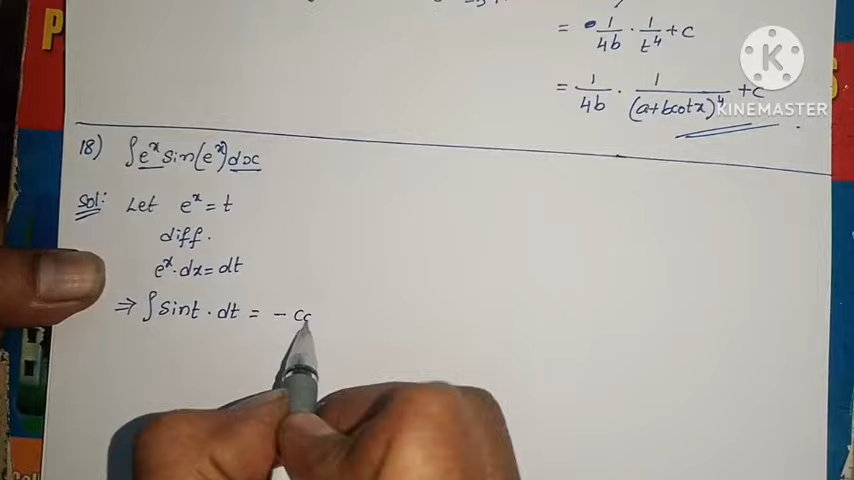 = 1/4b · 1/t⁴ + c
= 1/4b · 1/(a+bcotx)⁴ + c
K
KINEMASTER
18) ∫eˣ sin(eˣ) dx
Sol: Let eˣ = t
diff.
eˣ·dx = dt
⇒ ∫sint · dt = - co